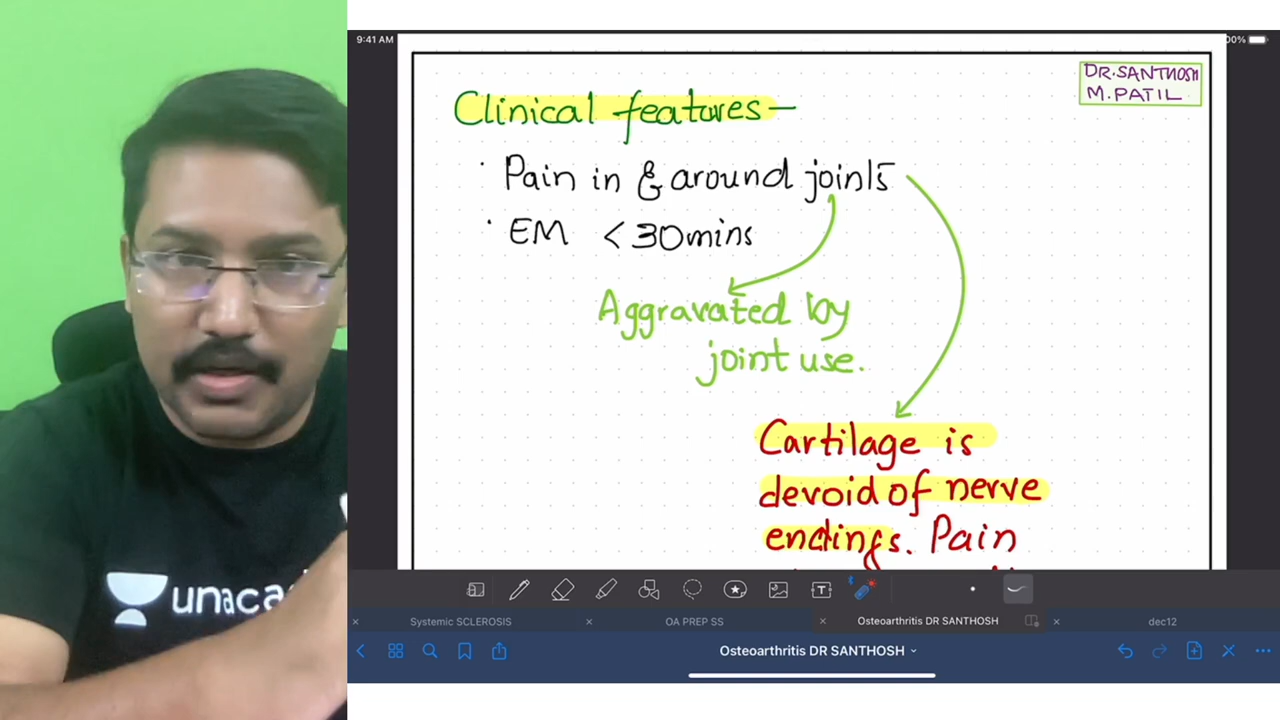 9:41 AM
00%
DR.SANTHOSH
M.PATIL
Clinical features-
· Pain in & around joints
· EM <30mins
Aggravated by
joint use.
Cartilage is
devoid of nerve
endings. Pain
unaca
Systemic SCLEROSIS
OA PREP SS
Osteoarthritis DR SANTHOSH
dec12
Osteoarthritis DR SANTHOSH